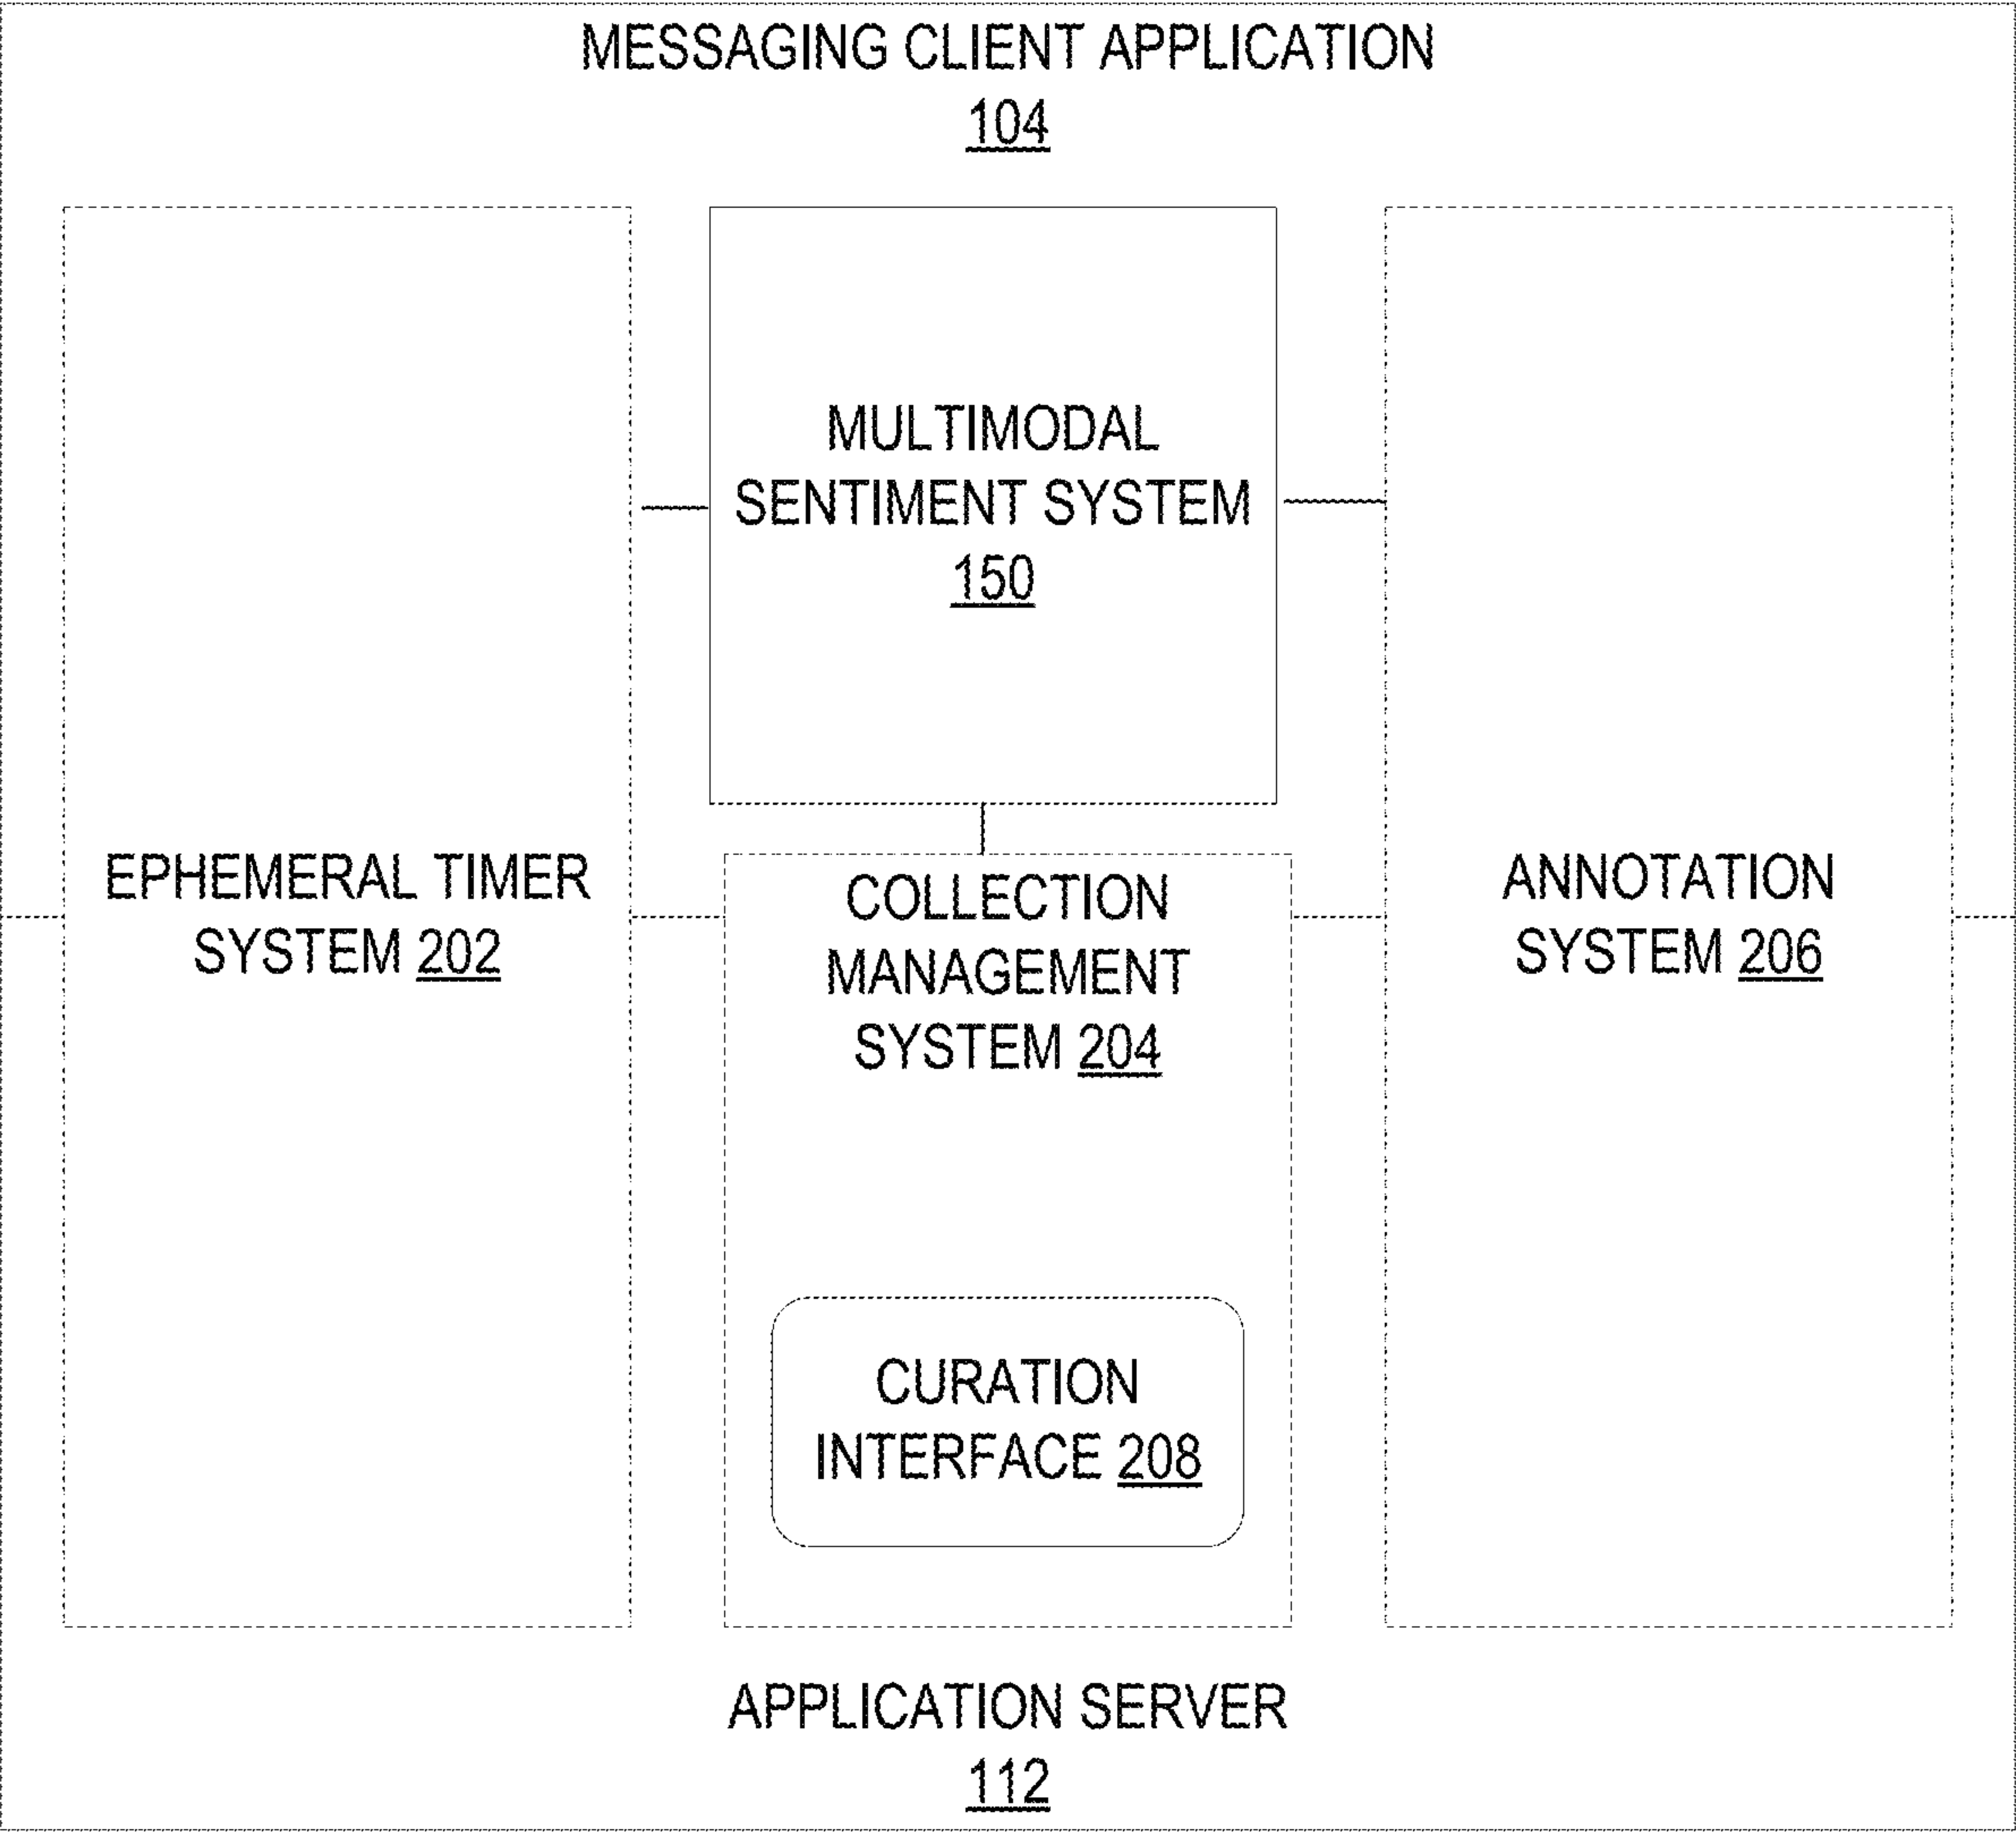 MESSAGING CLIENT APPLICATION
104
MULTIMODAL
SENTIMENT SYSTEM
150
EPHEMERAL TIMER
SYSTEM 202
COLLECTION
MANAGEMENT
SYSTEM 204
ANNOTATION
SYSTEM 206
CURATION
INTERFACE 208
APPLICATION SERVER
112